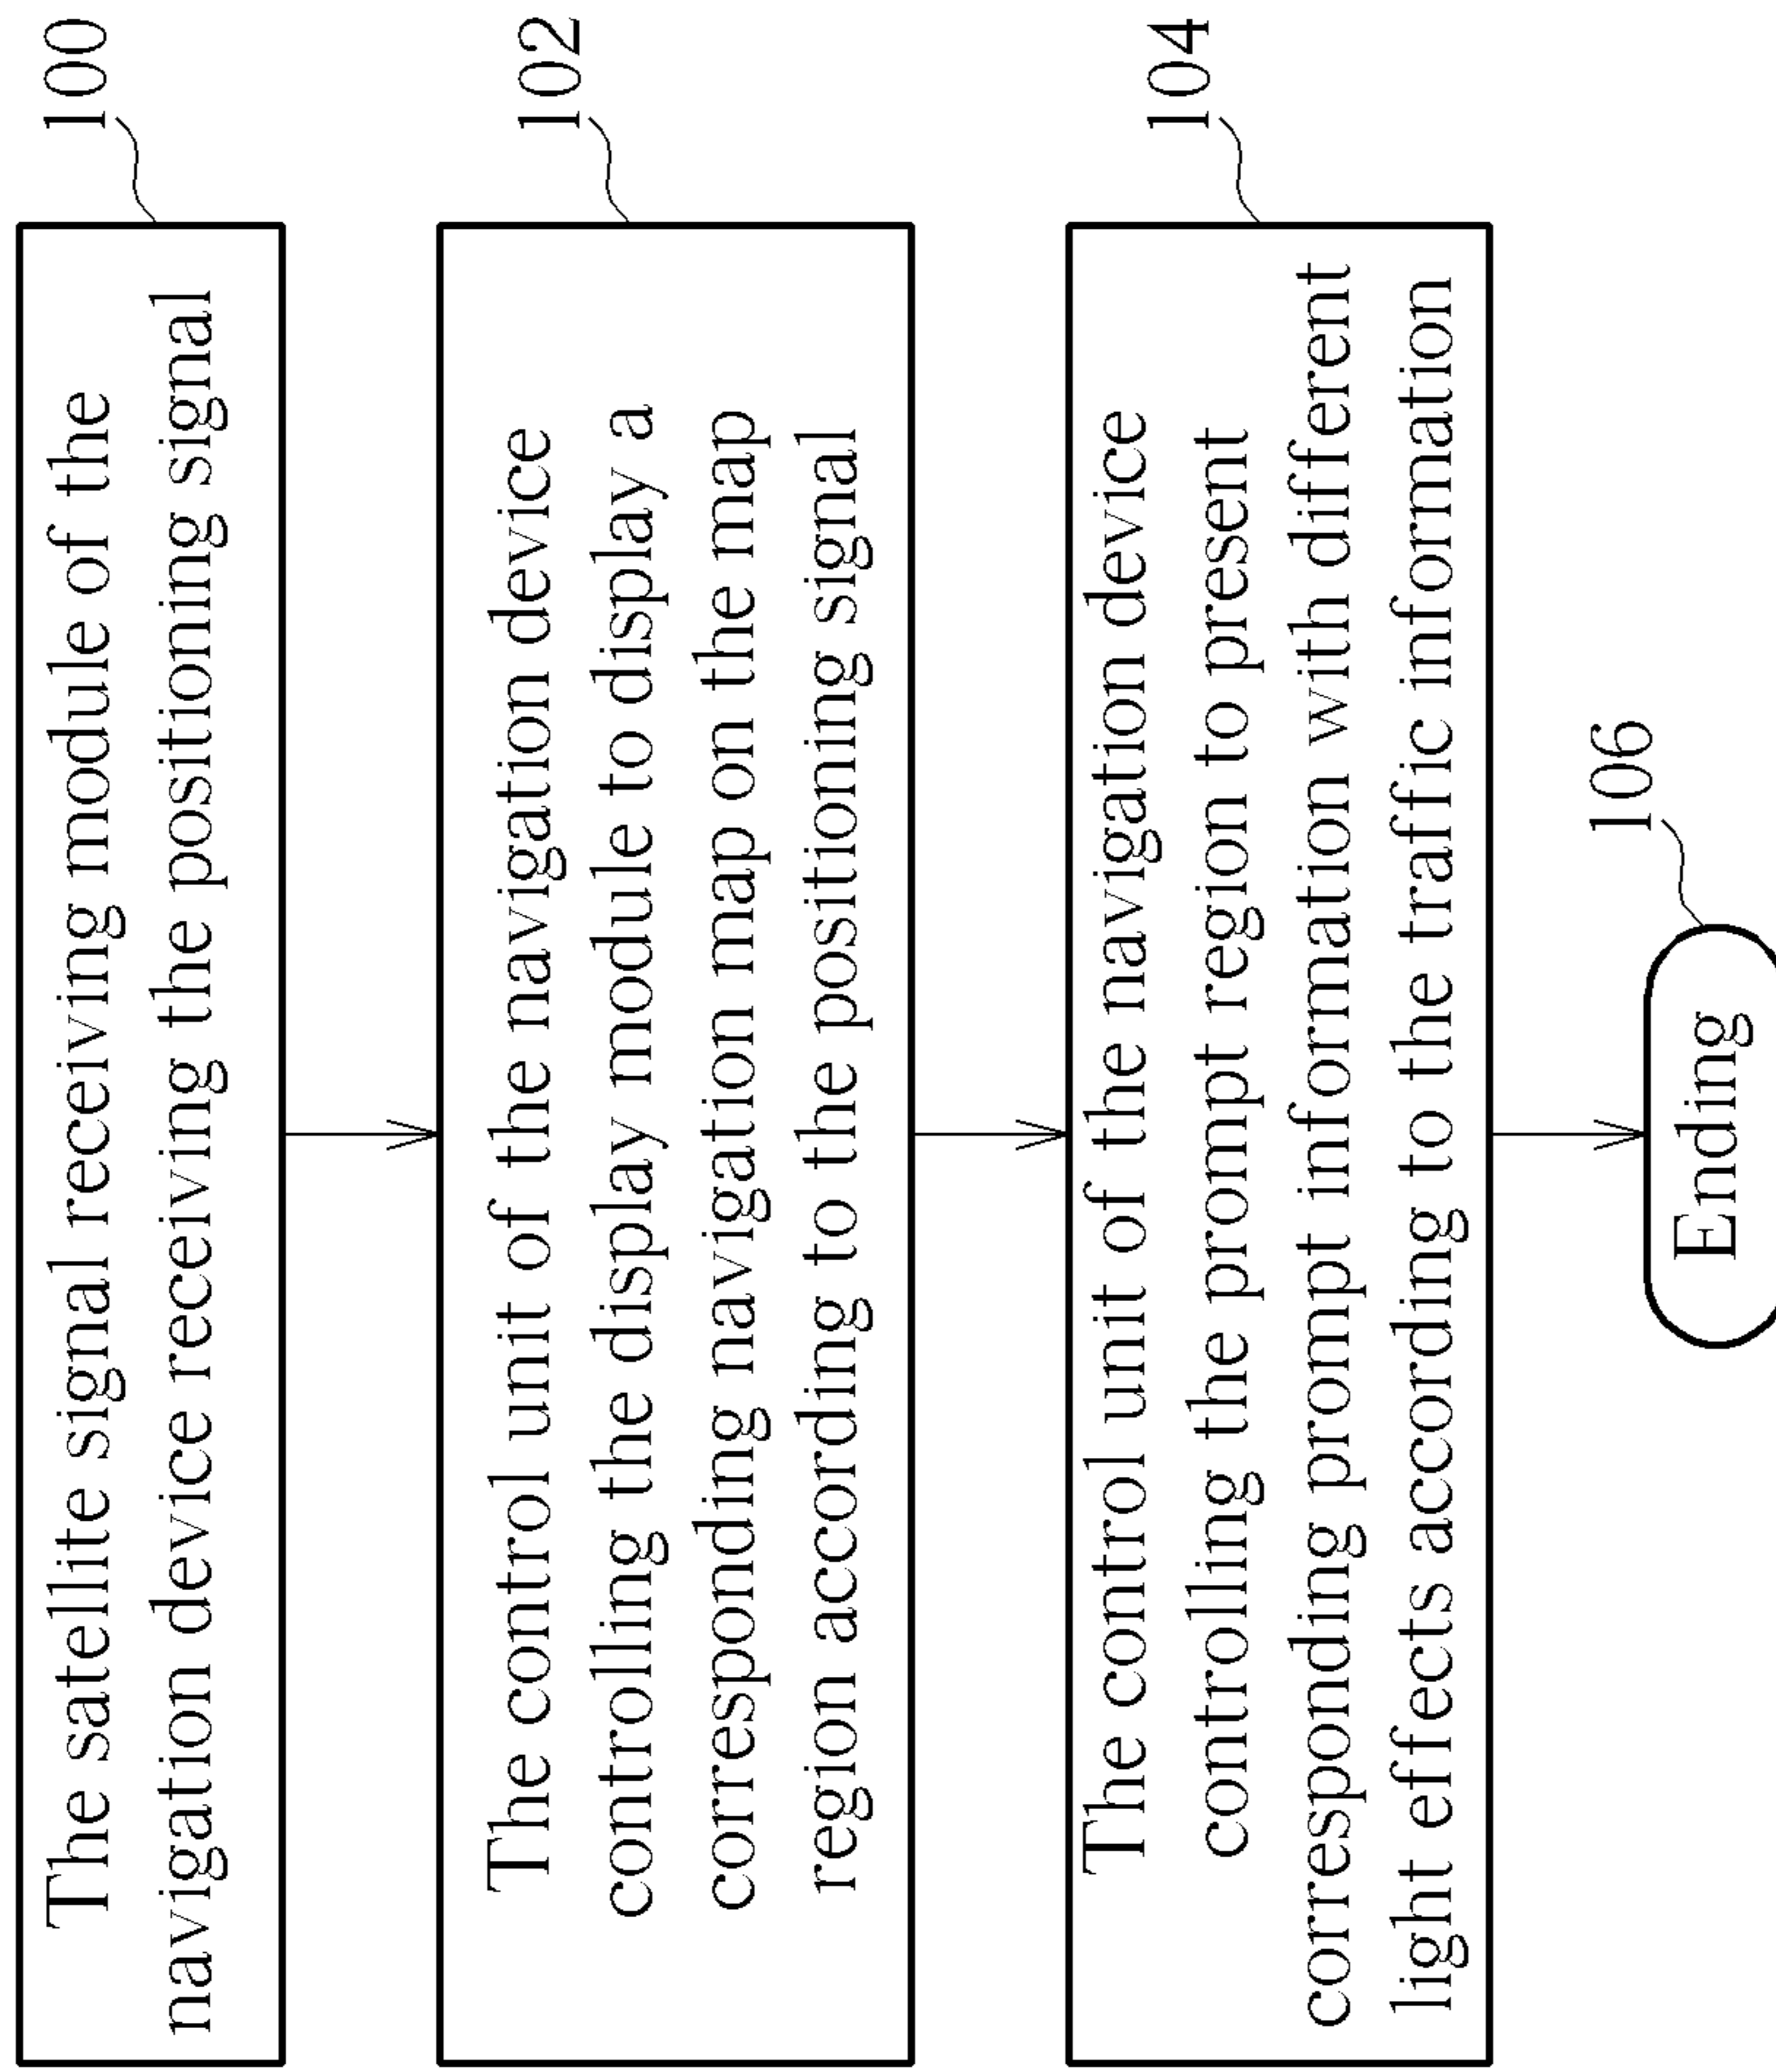 100
The satellite signal receiving module of the
navigation device receiving the positioning signal
102
The control unit of the navigation device
controlling the display module to display a
corresponding navigation map on the map
region according to the positioning signal
104
The control unit of the navigation device
controlling the prompt region to present
corresponding prompt information with different
light effects according to the traffic information
106
Ending